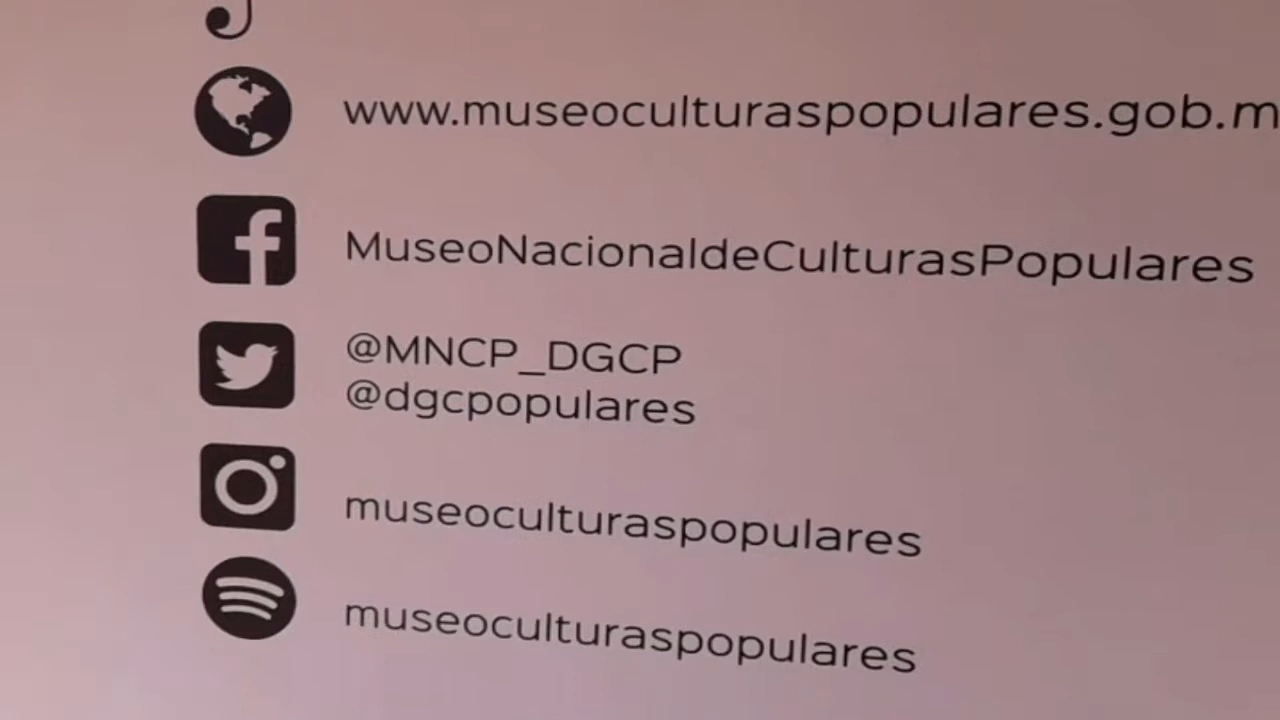 www.museoculturaspopulares.gob.m
MuseoNacionaldeCulturasPopulares
@MNCP_DGCP
@dgcpopulares
museoculturaspopulares
museoculturaspopulares